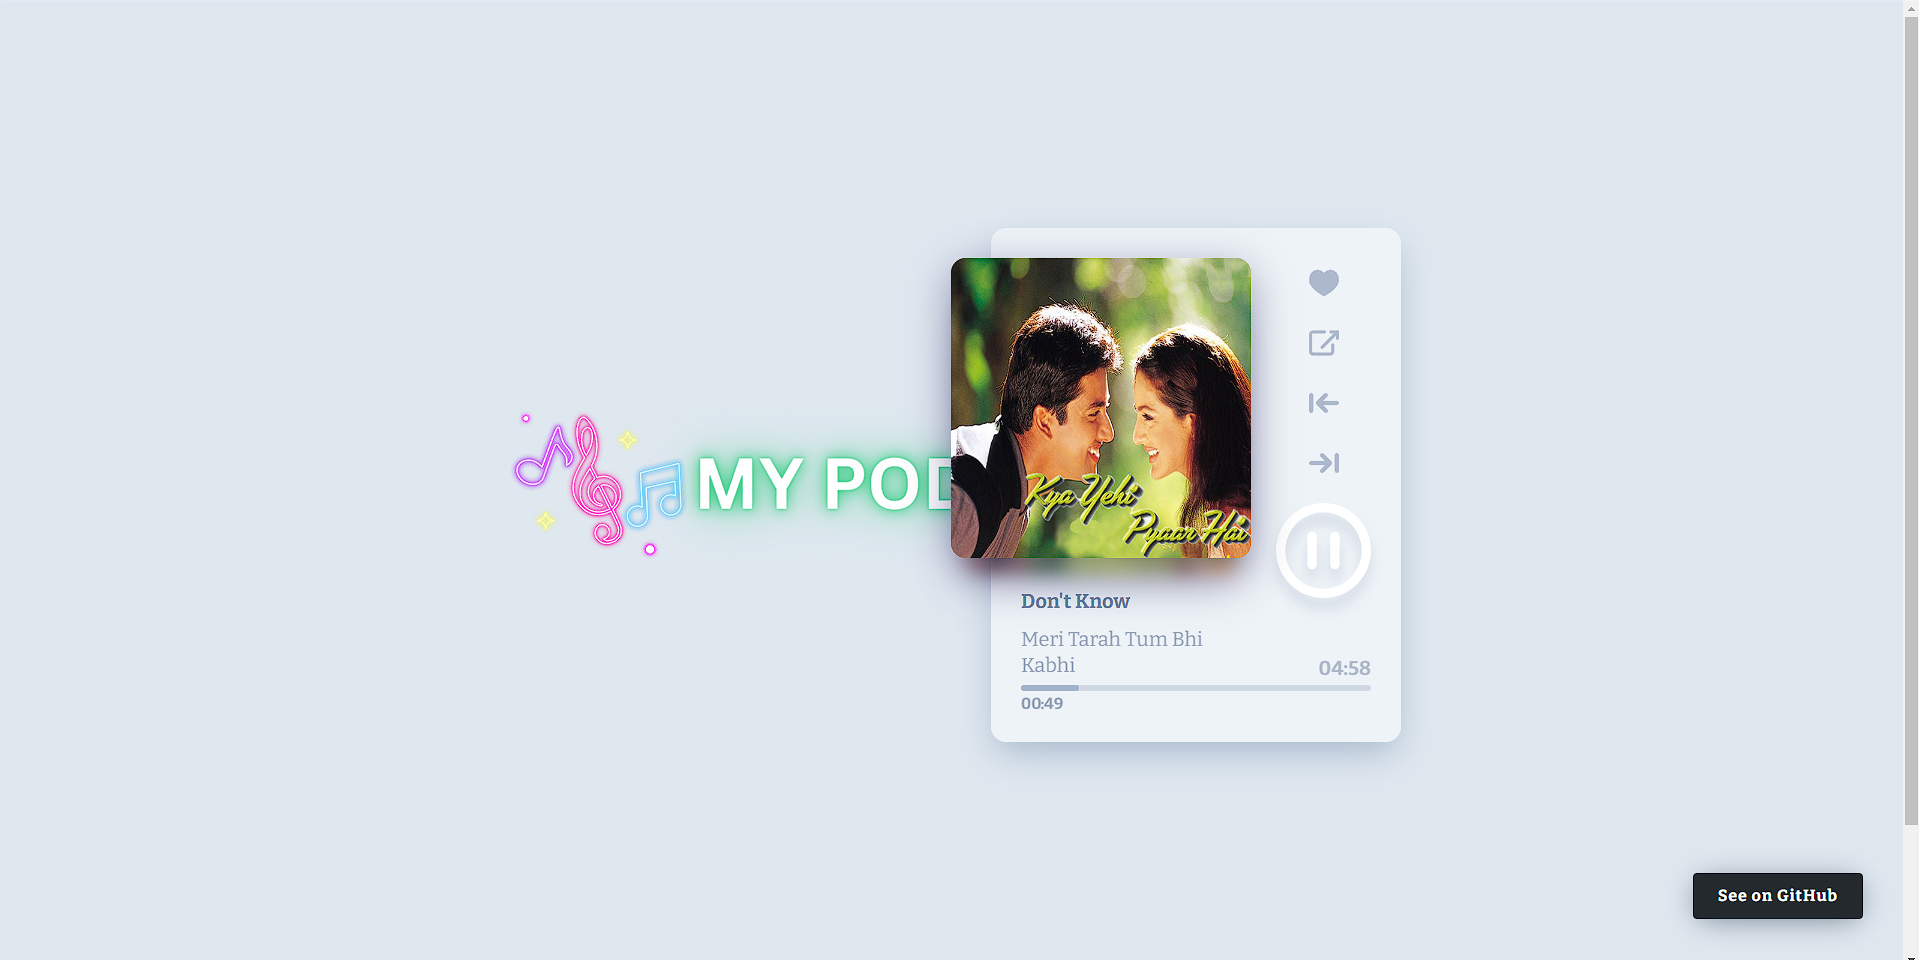 MY POD
Kya Yehi
Pyaar Hai
Don't Know
Meri Tarah Tum Bhi
Kabhi
04:58
00:49
See on GitHub